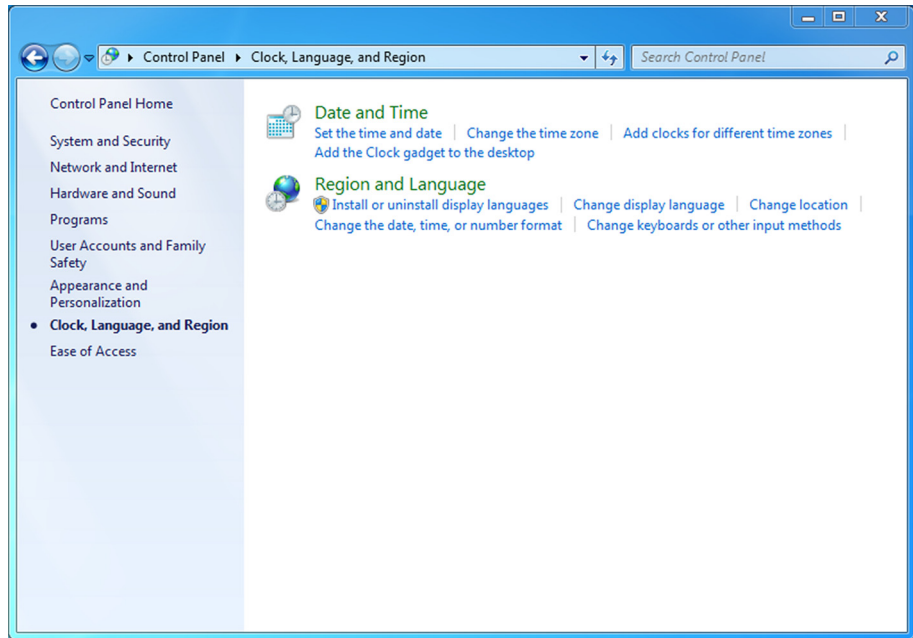 Control Panel Clock, Language, and Region
Search Control Panel
Control Panel Home
System and Security
Network and Internet
Hardware and Sound
Programs
User Accounts and Family
Safety
Appearance and
Personalization
Clock, Language, and Region
Ease of Access
Date and Time
Set the time and date Change the time zone Add clocks for different time zones
Add the Clock gadget to the desktop
Region and Language
Install or uninstall display languages Change display language Change location
Change the date, time, or number format Change keyboards or other input methods